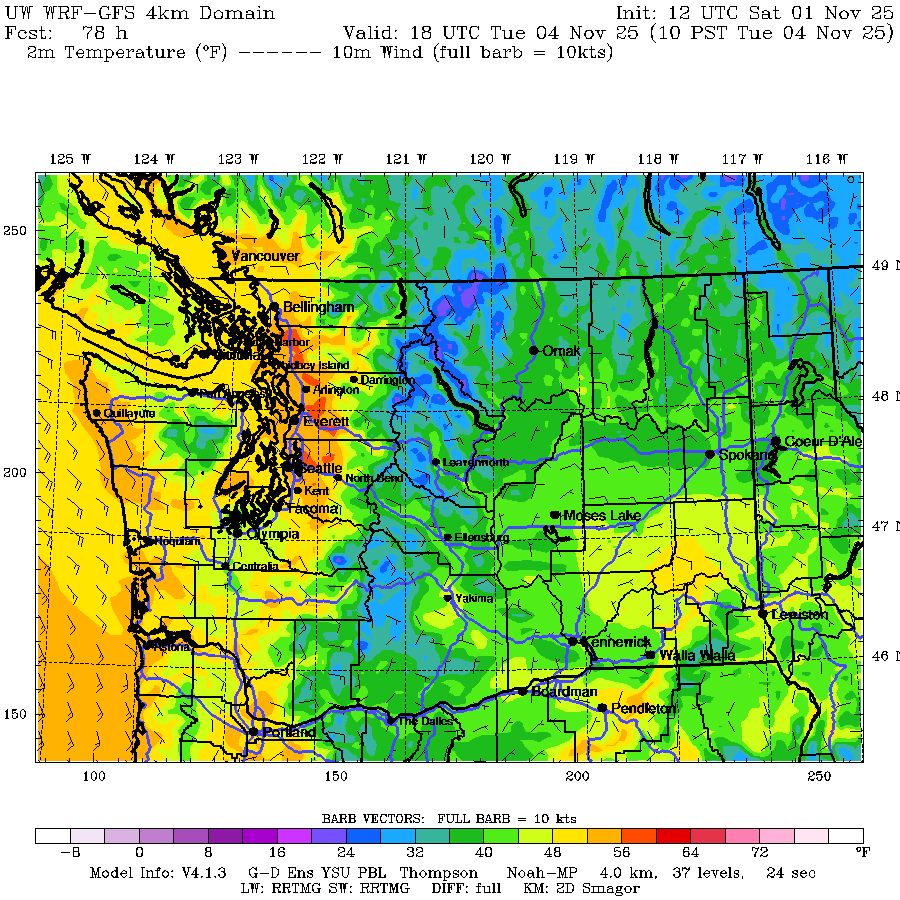 UW WRF-GFS 4km Domain Init: 12 UTC Sat 01 Nov 25
Fcst: 78 h Valid: 18 UTC Tue 04 Nov 25 (10 PST Tue 04 Nov 25)
2m Temperature (°F) ------ 10m Wind (full barb = 10kts)
125 W 124 W 123 W 122 W 121 W 120 W 119 W 118 W 117 W 116 W
250
Vancouver
49 N
Bellingham
Harbor
Omak
Whidbey Island
Darrington
Arlington
Port Angeles
48 N
Quillayute
Everett
Coeur D'Ale
Spokane
Leavenworth
200
Seattle
North Bend
Kent
Tacoma
Moses Lake
47 N
Olympia
Ellensburg
Hoquiam
Centralia
Yakima
Lewiston
Kennewick
Astoria
Walla Walla
46 N
Boardman
Pendleton
150
The Dalles
Portland
100 150 200 250
BARB VECTORS: FULL BARB = 10 kts
-8 0 8 16 24 32 40 48 56 64 72 °F
Model Info: V4.1.3 G-D Ens YSU PBL Thompson Noah-MP 4.0 km, 37 levels, 24 sec
LW: RRTMG SW: RRTMG DIFF: full KM: 2D Smagor